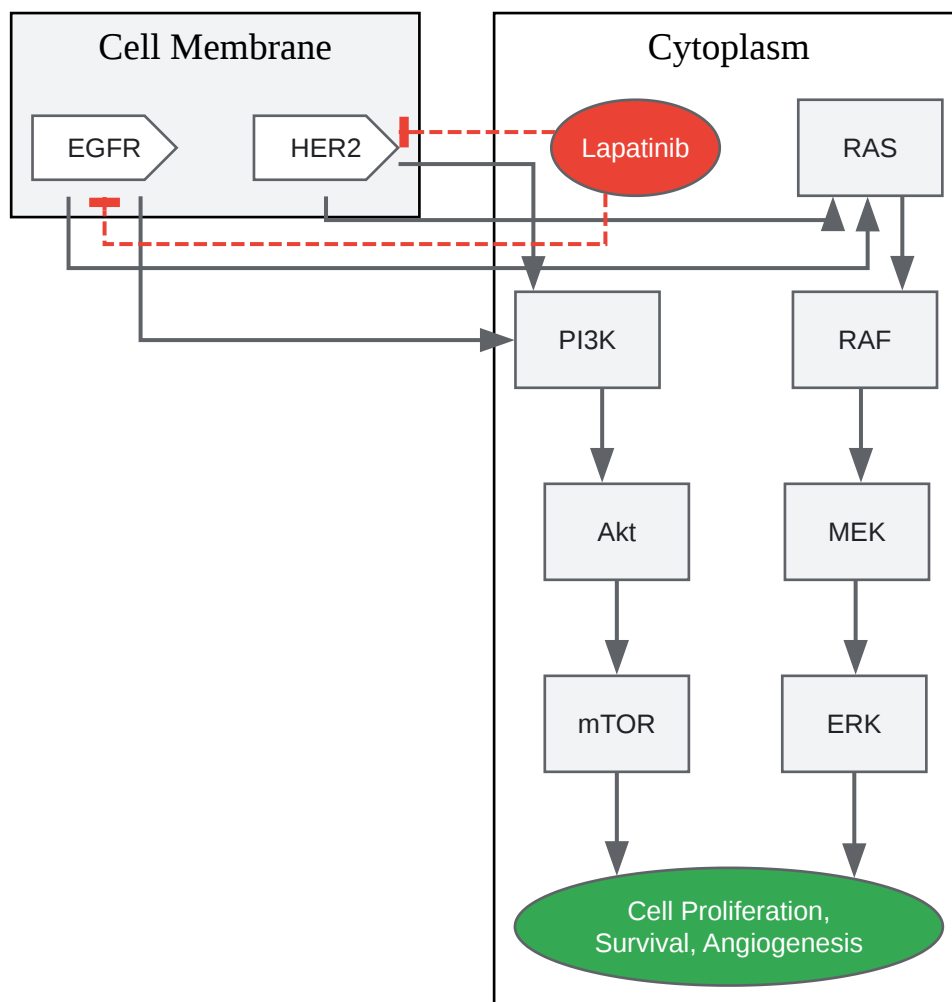 Cell Membrane
Cytoplasm
EGFR
HER2
Lapatinib
RAS
PI3K
RAF
Akt
MEK
mTOR
ERK
Cell Proliferation,
Survival, Angiogenesis